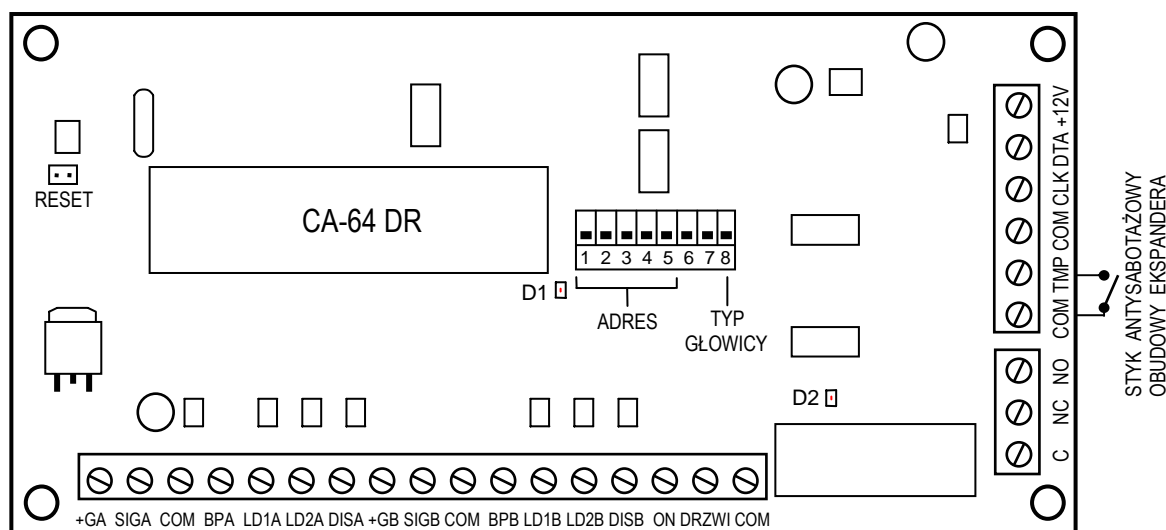 RESET
CA-64 DR
1 2 3 4 5 6 7 8
D1
ADRES
TYP
GŁOWICY
D2
+GA SIGA COM BPA LD1A LD2A DISA +GB SIGB COM BPB LD1B LD2B DISB ON DRZWI COM
COM TMP COM CLK DTA +12V
C NC NO
STYK ANTYSABOTAŻOWY
OBUDOWY EKSPANDERA